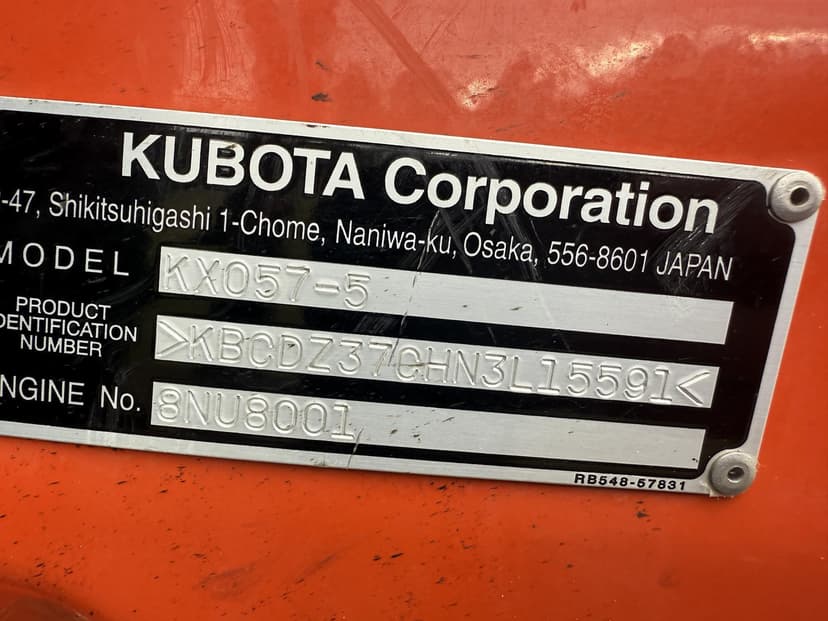 KUBOTA Corporation
-47, Shikitsuhigashi 1-Chome, Naniwa-ku, Osaka, 556-8601 JAPAN
MODEL KX057-5
PRODUCT
IDENTIFICATION
NUMBER
>KBCDZ37CHN3L15591<
ENGINE No. 8NU8001
RB548-57831